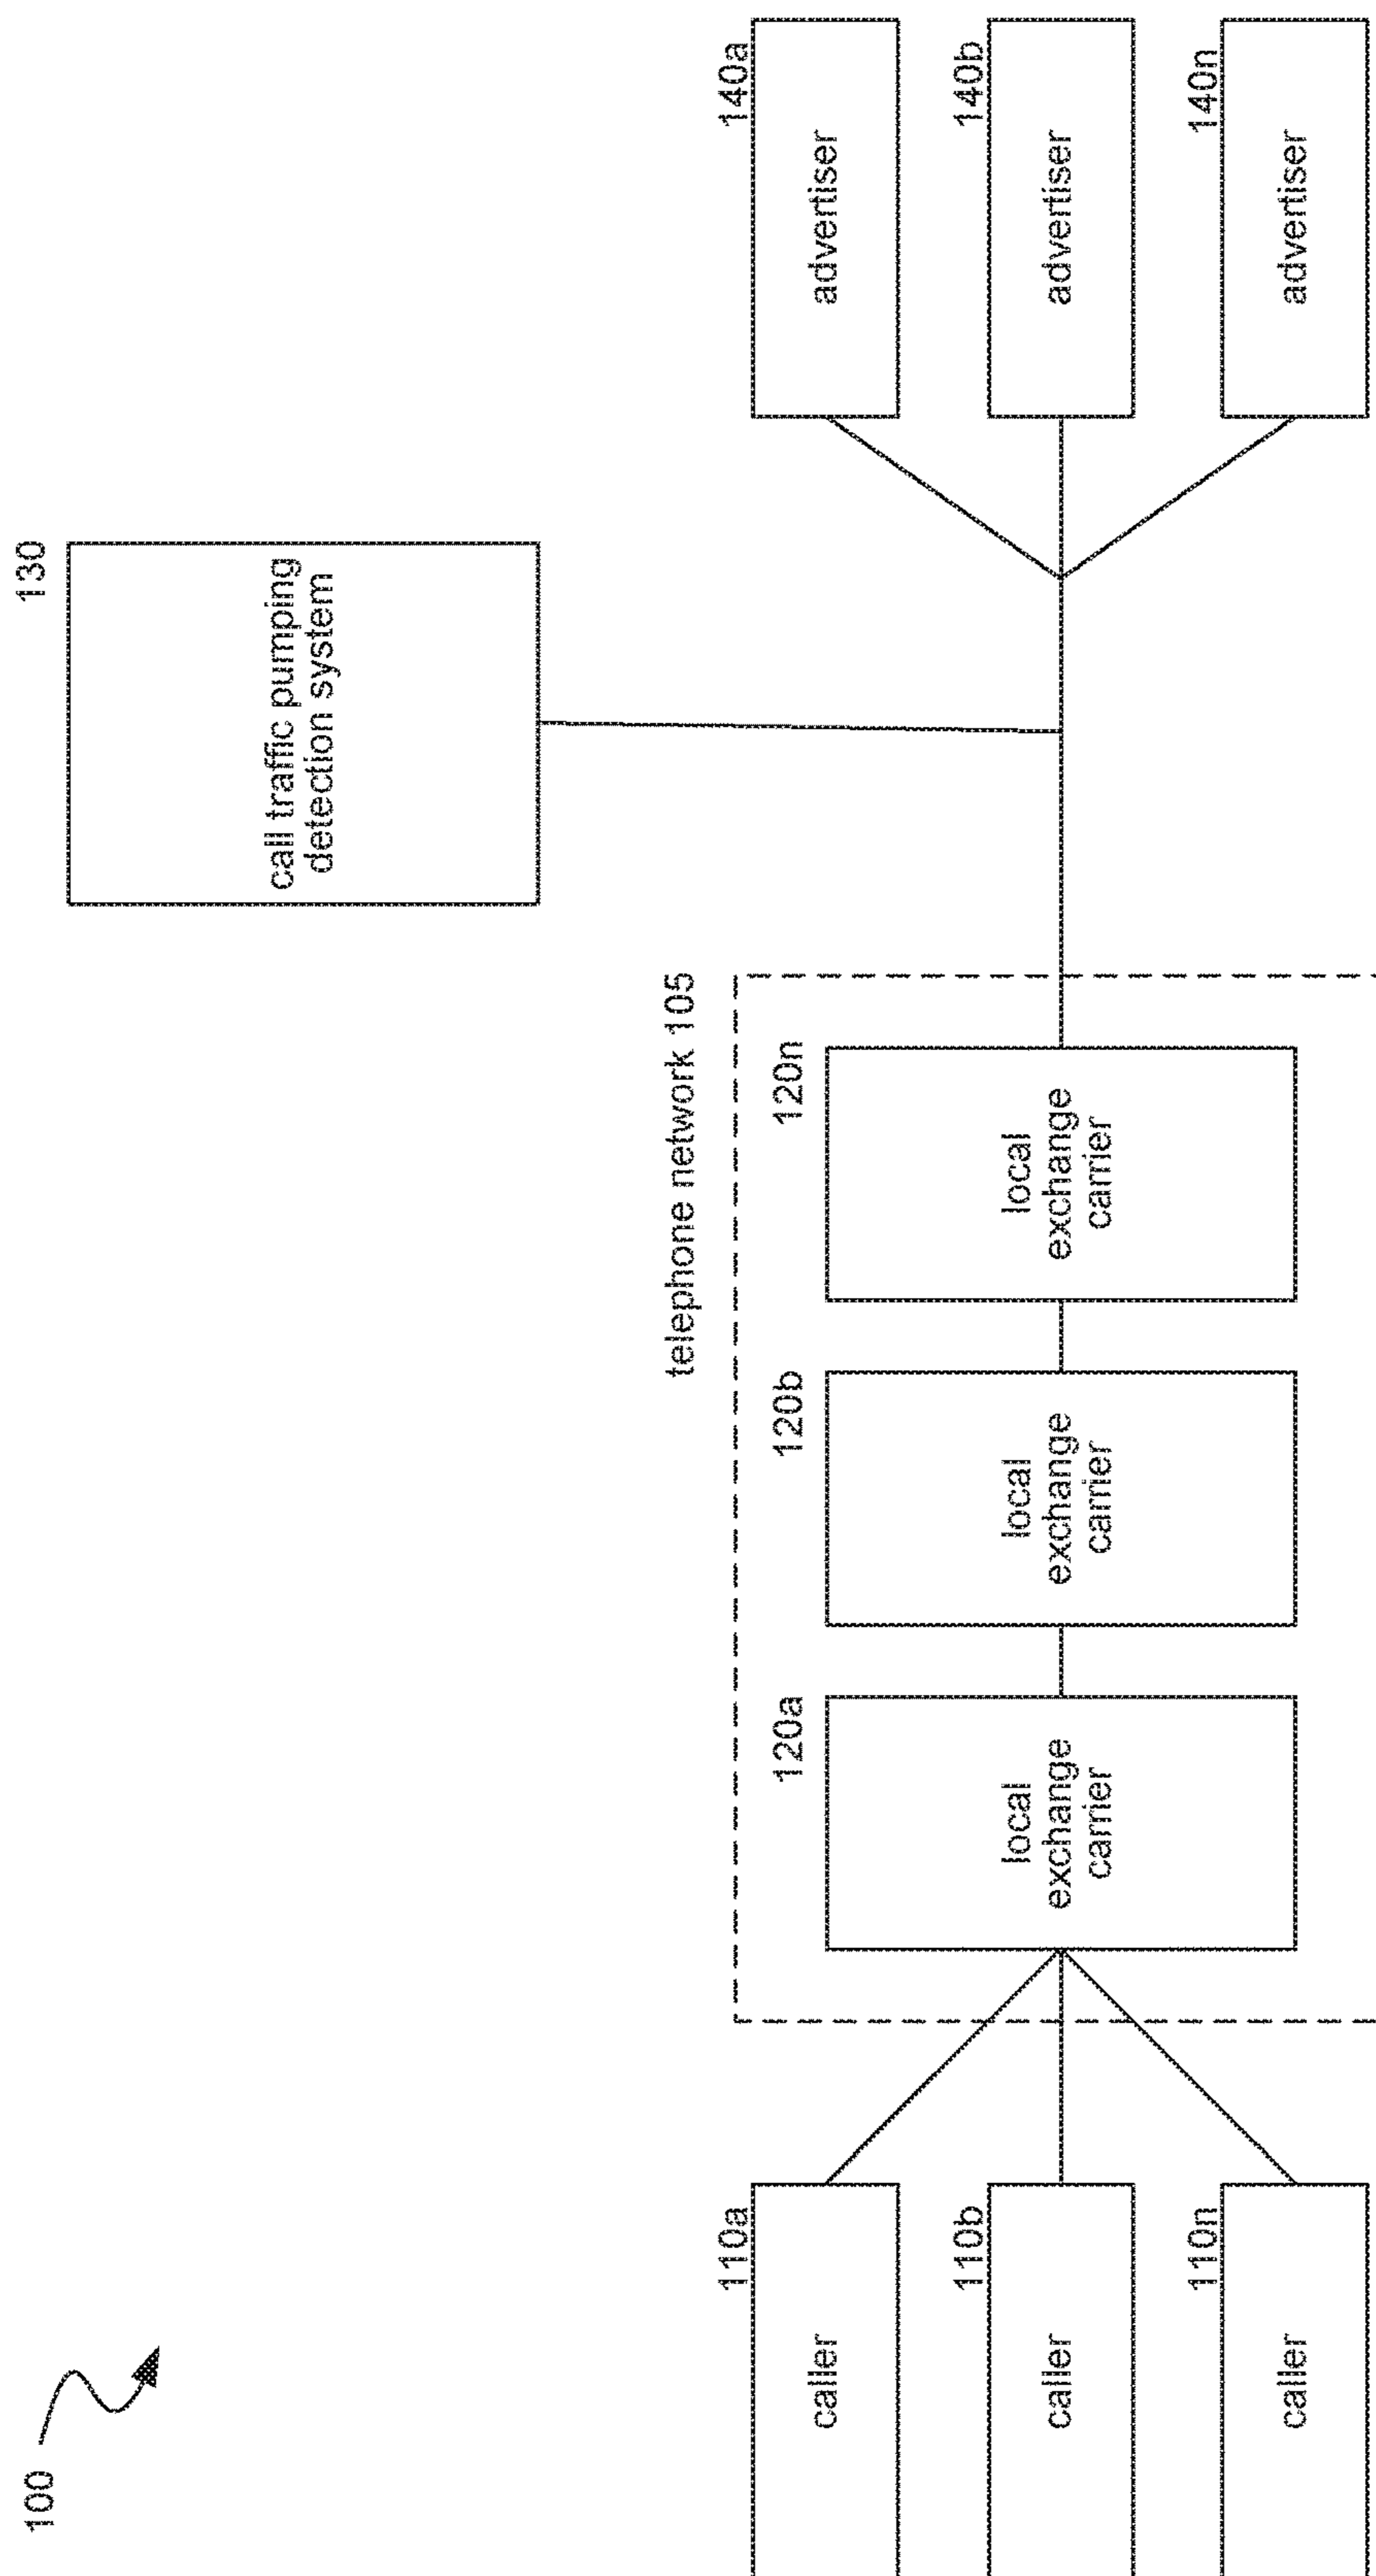 100
130
call traffic pumping
detection system
telephone network 105
110a
caller
110b
caller
110n
caller
120a
local
exchange
carrier
120b
local
exchange
carrier
120n
local
exchange
carrier
140a
advertiser
140b
advertiser
140n
advertiser